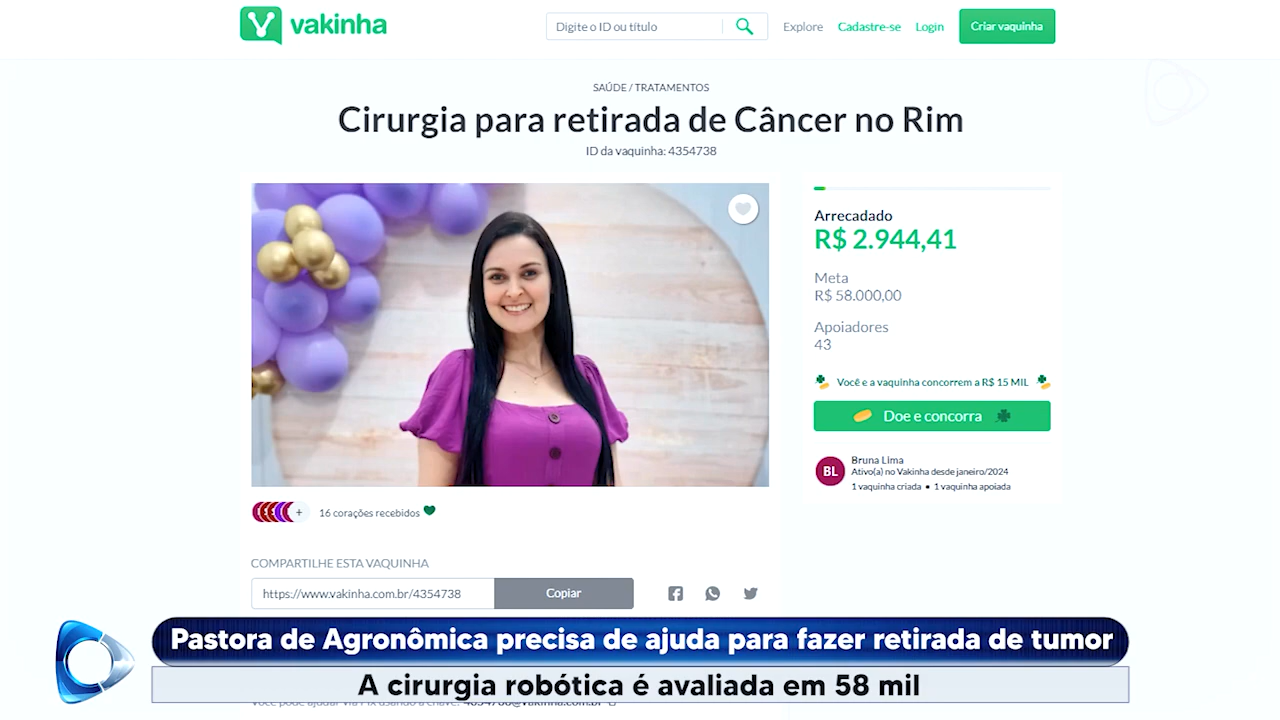 vakinha
Digite o ID ou título
Explore
Cadastre-se
Login
Criar vaquinha
SAÚDE / TRATAMENTOS
Cirurgia para retirada de Câncer no Rim
ID da vaquinha: 4354738
Arrecadado
R$ 2.944,41
Meta
R$ 58.000,00
Apoiadores
43
Você e a vaquinha concorrem a R$ 15 MIL
Doe e concorra
BL
Bruna Lima
Ativo(a) no Vakinha desde janeiro/2024
1 vaquinha criada • 1 vaquinha apoiada
+ 16 corações recebidos
COMPARTILHE ESTA VAQUINHA
https://www.vakinha.com.br/4354738
Copiar
Pastora de Agronômica precisa de ajuda para fazer retirada de tumor
A cirurgia robótica é avaliada em 58 mil